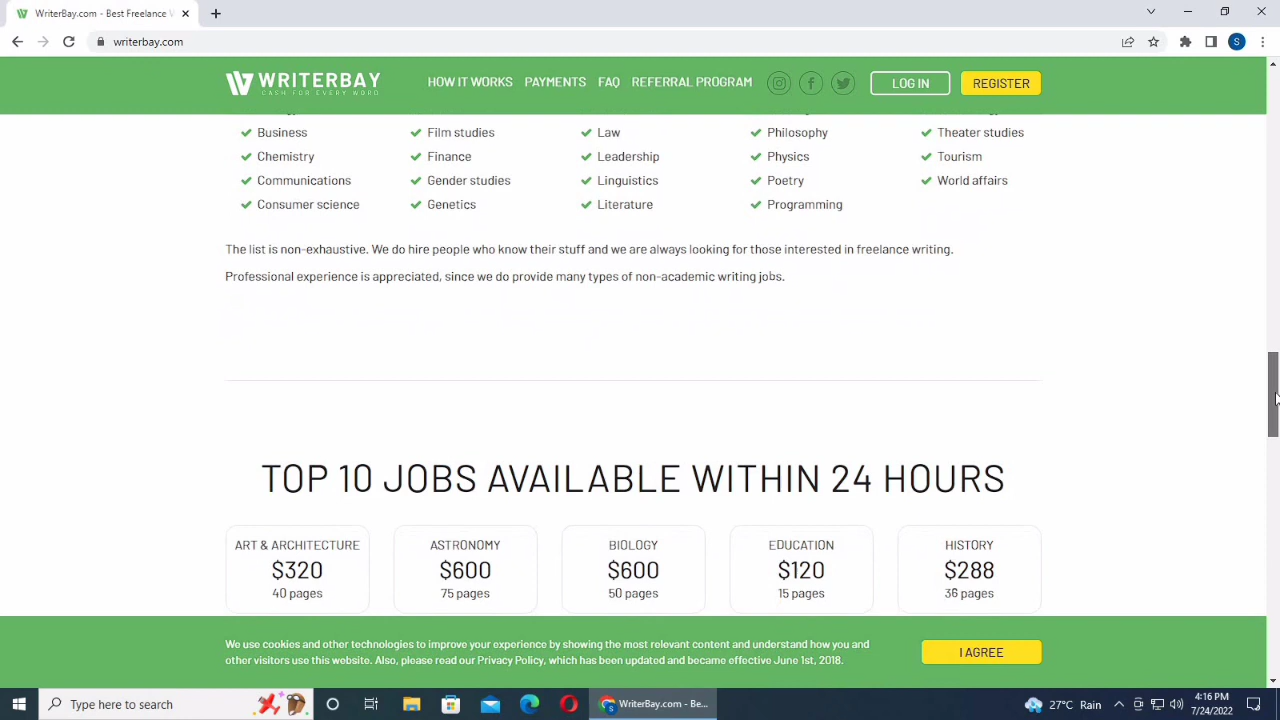 WriterBay.com - Best Freelance W
writerbay.com
WRITERBAY
CASH FOR EVERY WORD
HOW IT WORKS
PAYMENTS
FAQ
REFERRAL PROGRAM
LOG IN
REGISTER
Business
Film studies
Law
Philosophy
Theater studies
Chemistry
Finance
Leadership
Physics
Tourism
Communications
Gender studies
Linguistics
Poetry
World affairs
Consumer science
Genetics
Literature
Programming
The list is non-exhaustive. We do hire people who know their stuff and we are always looking for those interested in freelance writing.
Professional experience is appreciated, since we do provide many types of non-academic writing jobs.
TOP 10 JOBS AVAILABLE WITHIN 24 HOURS
ART & ARCHITECTURE
$320
40 pages
ASTRONOMY
$600
75 pages
BIOLOGY
$600
50 pages
EDUCATION
$120
15 pages
HISTORY
$288
36 pages
We use cookies and other technologies to improve your experience by showing the most relevant content and understand how you and
other visitors use this website. Also, please read our Privacy Policy, which has been updated and became effective June 1st, 2018.
I AGREE
Type here to search
WriterBay.com - Be...
27°C Rain
4:16 PM
7/24/2022